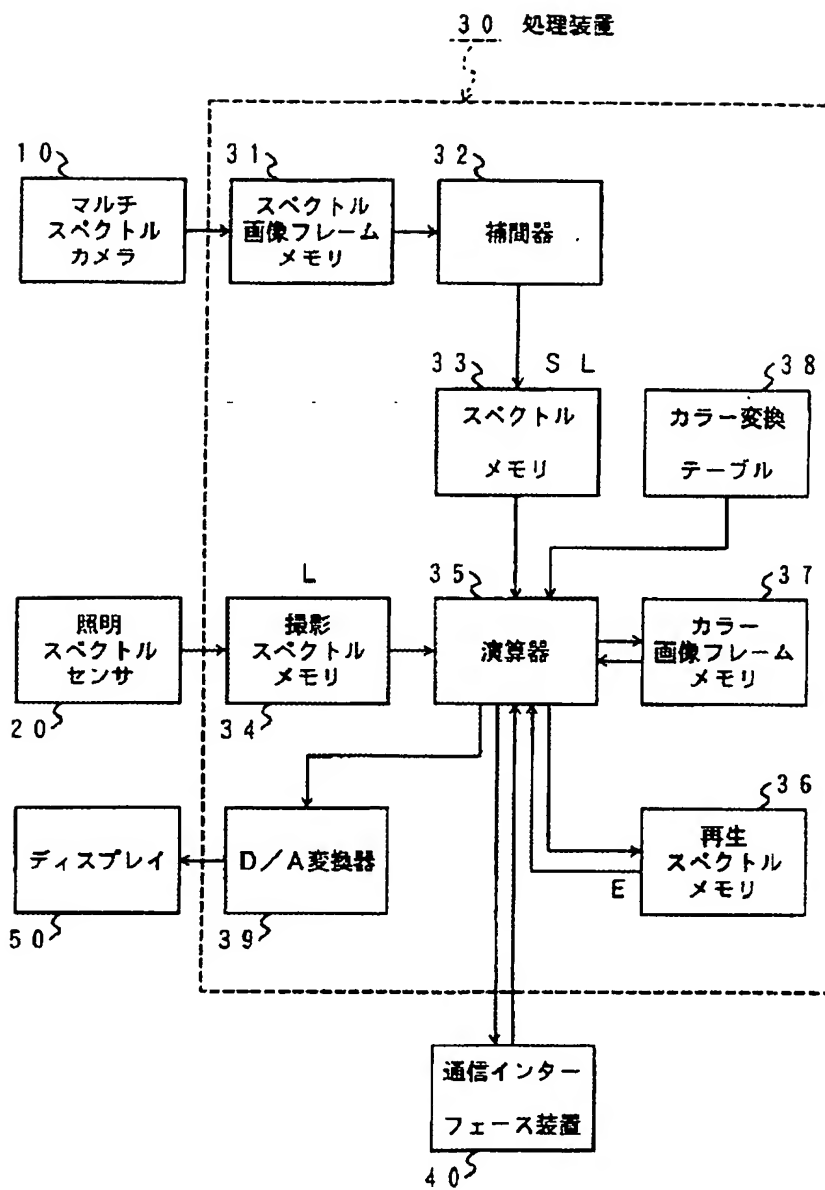 30 処理装置
10
マルチ
スペクトル
カメラ
31
スペクトル
画像フレーム
メモリ
32
補間器
33
SL
スペクトル
メモリ
38
カラー変換
テーブル
照明
スペクトル
センサ
20
L
撮影
スペクトル
メモリ
34
35
演算器
37
カラー
画像フレーム
メモリ
ディスプレイ
50
D/A変換器
39
36
再生
スペクトル
メモリ
E
通信インター
フェース装置
40